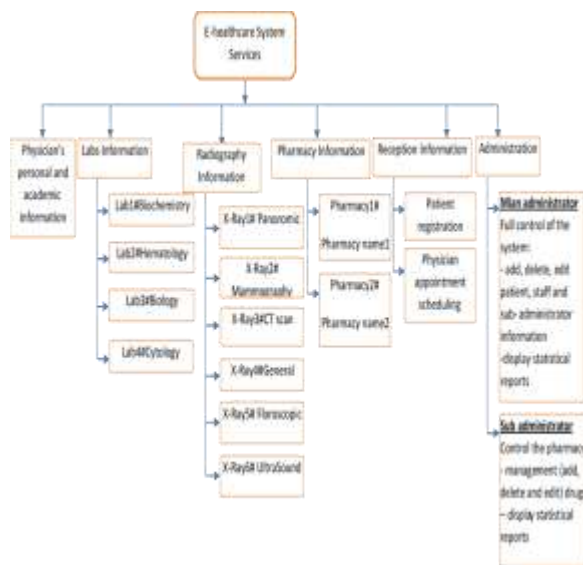 E-healthcare System
Services
Physician's
personal and
academic
information
Labs Information
Radiography
Information
Pharmacy Information
Reception Information
Administration
Lab1#Biochemistry
Lab2#Hematology
Lab3#Biology
Lab4#Cytology
X-Ray1# Panoromic
X-Ray2#
Mammography
X-Ray3#CT scan
X-Ray4#General
X-Ray5# Floroscopic
X-Ray6# UltraSound
Pharmacy1#
Pharmacy name1
Pharmacy2#
Pharmacy name2
Patient
registration
Physician
appointment
scheduling
Mian administrator
Full control of the
system:
- add, delete, edit
patient, staff and
sub- administrator
information
-display statistical
reports
Sub administrator
Control the pharmacy
- management (add,
delete and edit) drug
– display statistical
reports